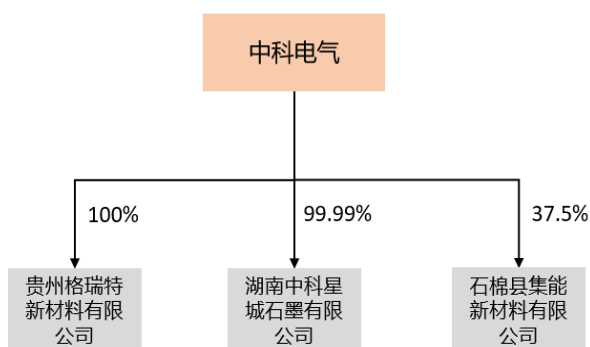 中科电气
100%
99.99%
37.5%
贵州格瑞特
新材料有限
公司
湖南中科星
城石墨有限
公司
石棉县集能
新材料有限
公司